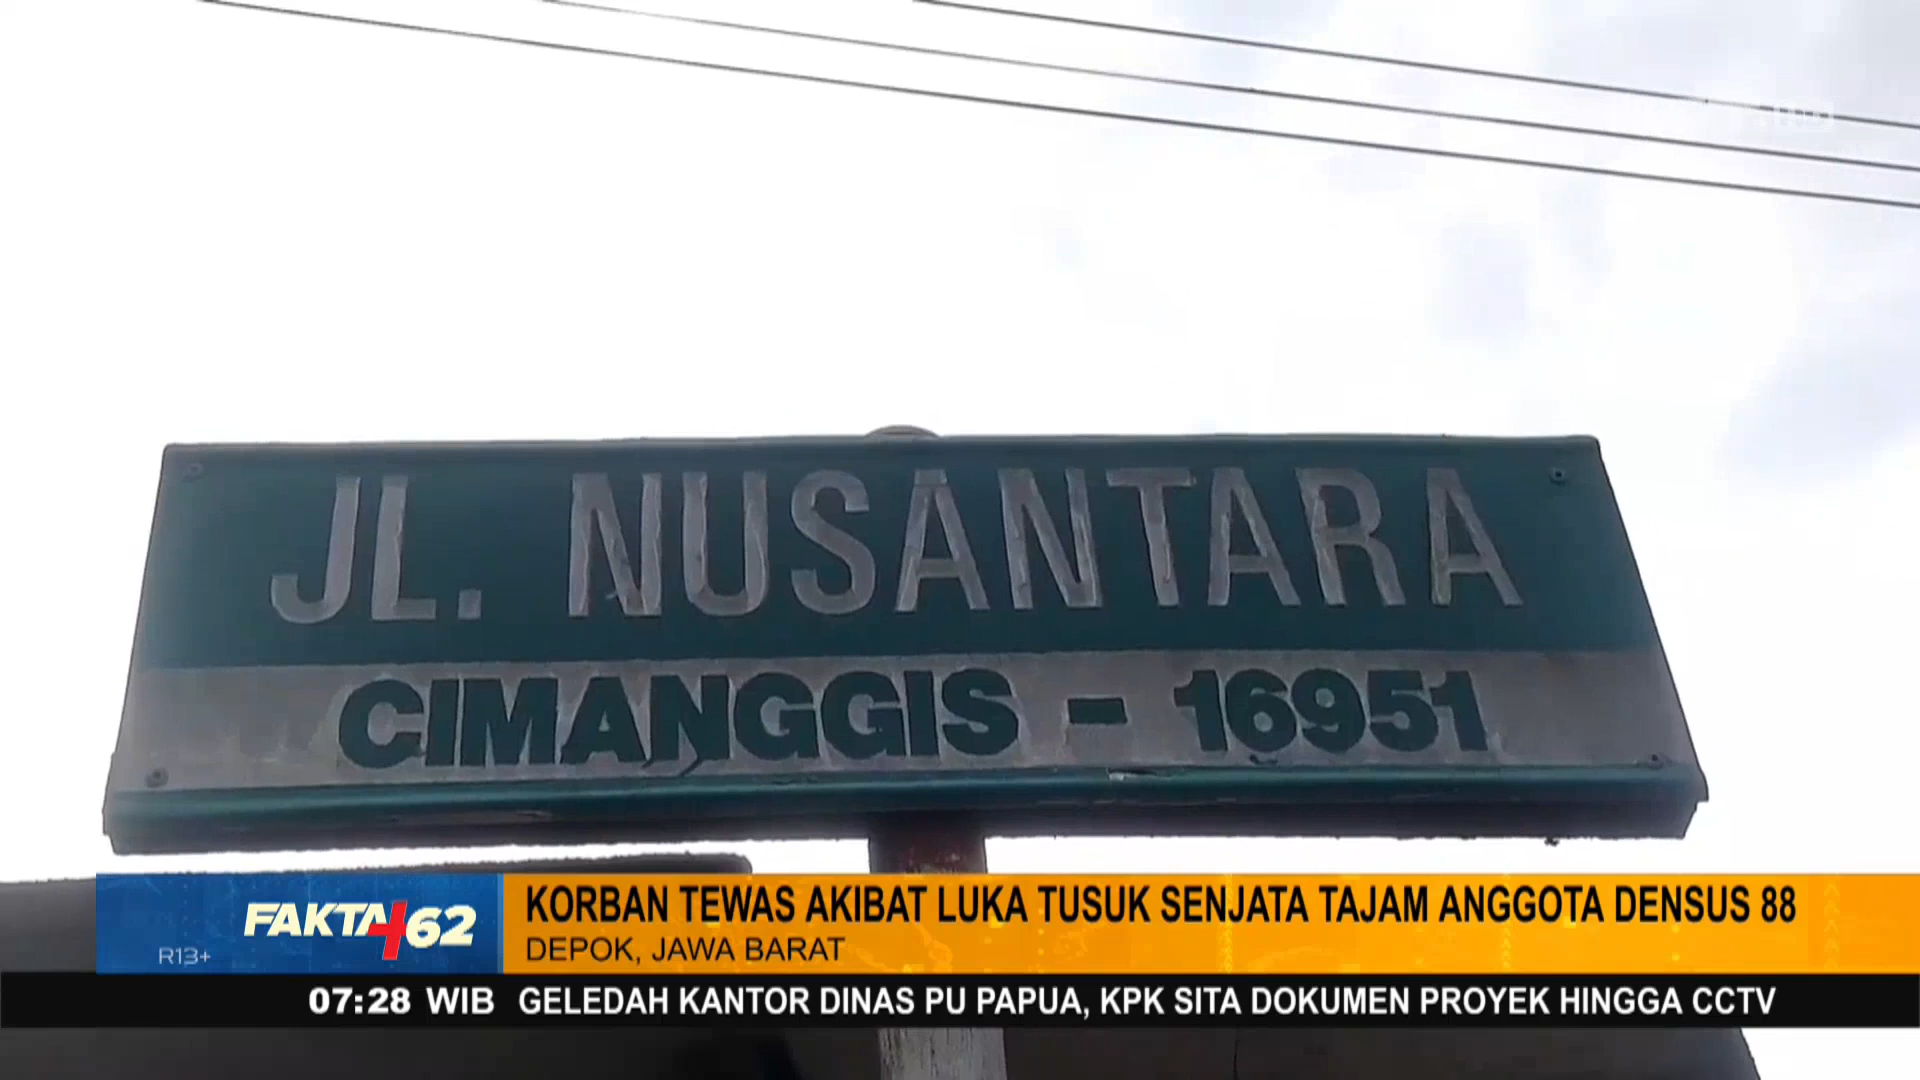 JL. NUSANTARA
CIMANGGIS - 16951
FAKTA+62
R13+
KORBAN TEWAS AKIBAT LUKA TUSUK SENJATA TAJAM ANGGOTA DENSUS 88
DEPOK, JAWA BARAT
07:28 WIB GELEDAH KANTOR DINAS PU PAPUA, KPK SITA DOKUMEN PROYEK HINGGA CCTV